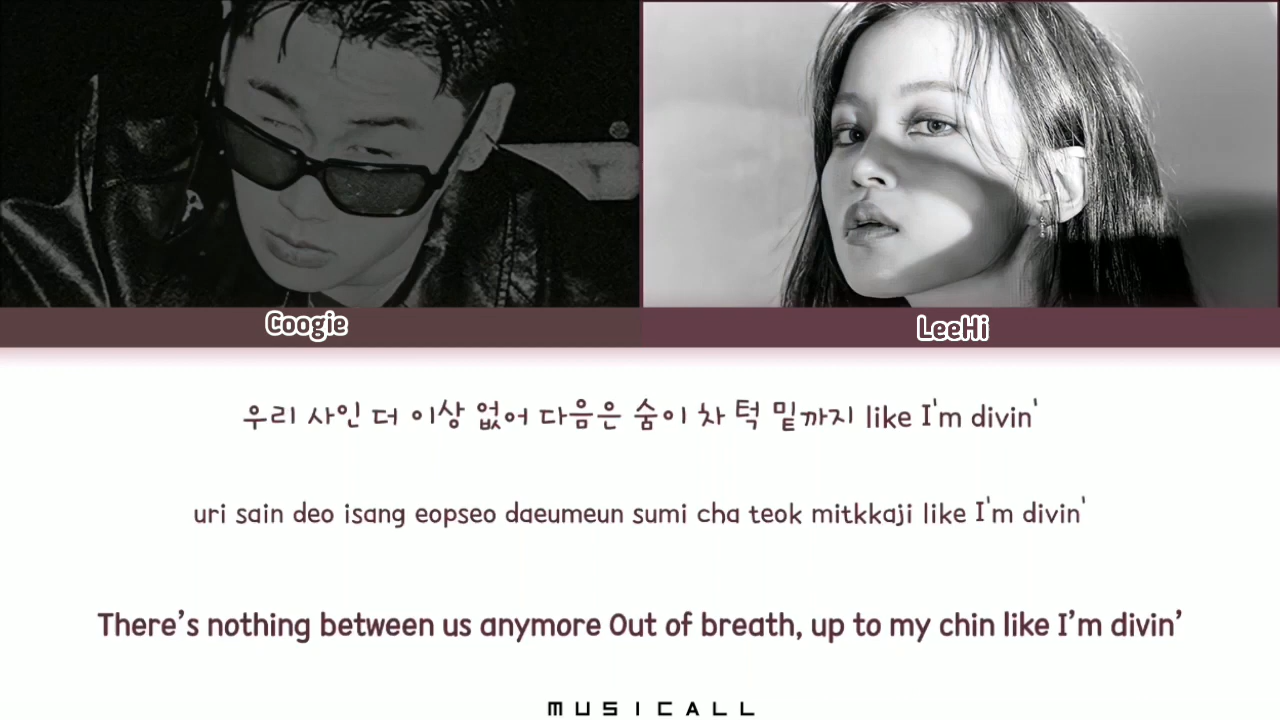 Coogie
LeeHi
우리 사인 더 이상 없어 다음은 숨이 차 턱 밑까지 like I'm divin'
uri sain deo isang eopseo daeumeun sumi cha teok mitkkaji like I'm divin'
There's nothing between us anymore Out of breath, up to my chin like I'm divin'
MUSICALL